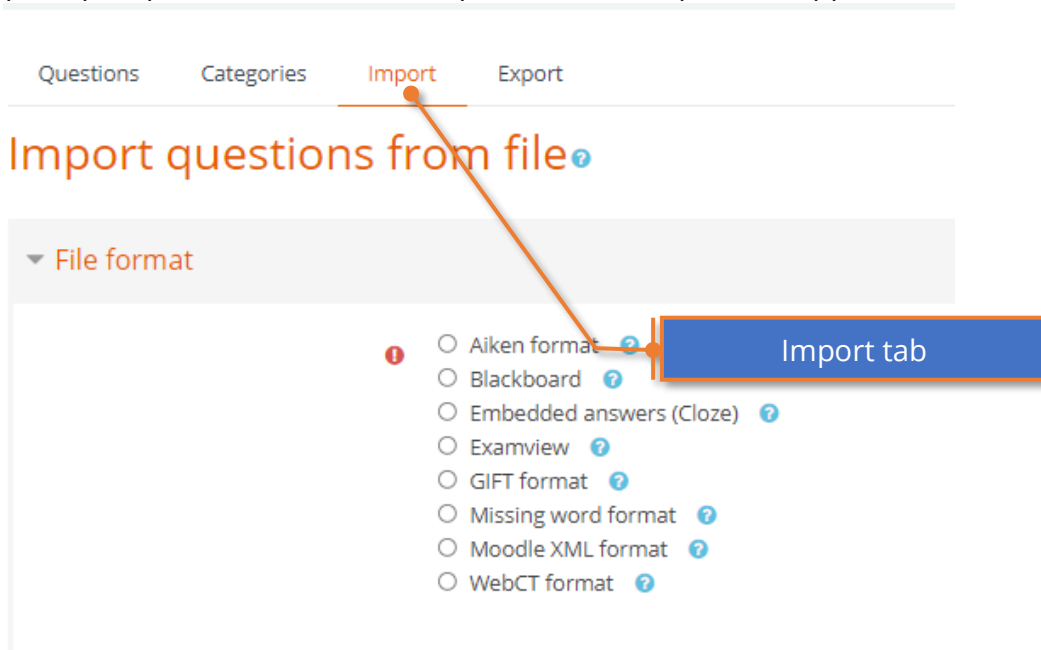 Questions Categories Import Export
Import questions from file
File format
Aiken format
Import tab
Blackboard
Embedded answers (Cloze)
Examview
GIFT format
Missing word format
Moodle XML format
WebCT format